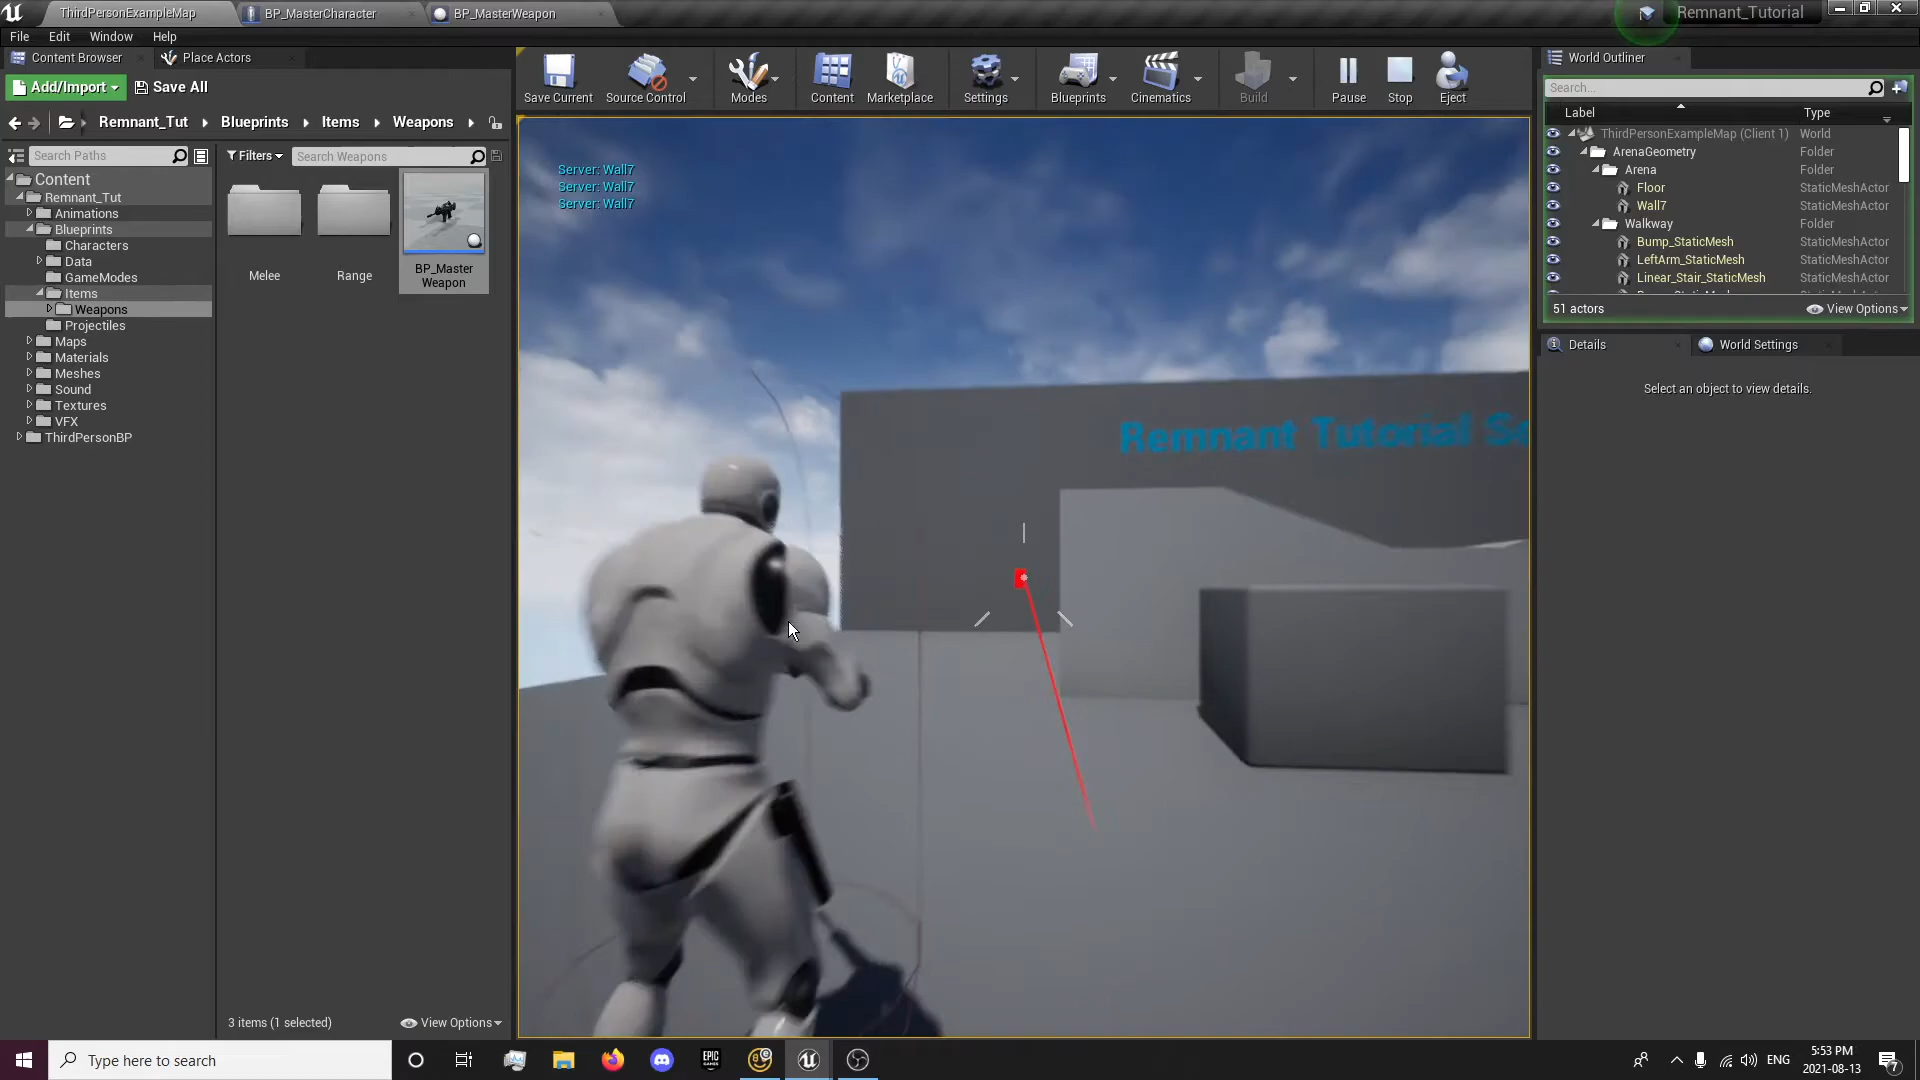 ThirdPersonExampleMap
BP_MasterCharacter
BP_MasterWeapon
Remnant_Tutorial
File Edit Window Help
Content Browser
Place Actors
Add/Import
Save All
Remnant_Tut Blueprints Items Weapons
Search Paths
Filters
Search Weapons
Content
Remnant_Tut
Animations
Blueprints
Characters
Data
GameModes
Items
Weapons
Projectiles
Maps
Materials
Meshes
Sound
Textures
VFX
ThirdPersonBP
Melee
Range
BP_Master
Weapon
3 items (1 selected)
View Options
Save Current
Source Control
Modes
Content
Marketplace
Settings
Blueprints
Cinematics
Build
Pause
Stop
Eject
Server: Wall7
Server: Wall7
Server: Wall7
Remnant Tutorial Se
World Outliner
Search...
Label Type
ThirdPersonExampleMap (Client 1) World
ArenaGeometry Folder
Arena Folder
Floor StaticMeshActor
Wall7 StaticMeshActor
Walkway Folder
Bump_StaticMesh StaticMeshActor
LeftArm_StaticMesh StaticMeshActor
Linear_Stair_StaticMesh StaticMeshActor
51 actors
View Options
Details
World Settings
Select an object to view details.
Type here to search
EPIC
GAMES
ENG
5:53 PM
2021-08-13
7